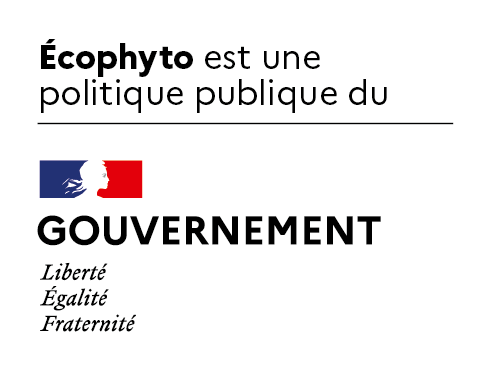 Écophyto est une
politique publique du
GOUVERNEMENT
Liberté
Égalité
Fraternité